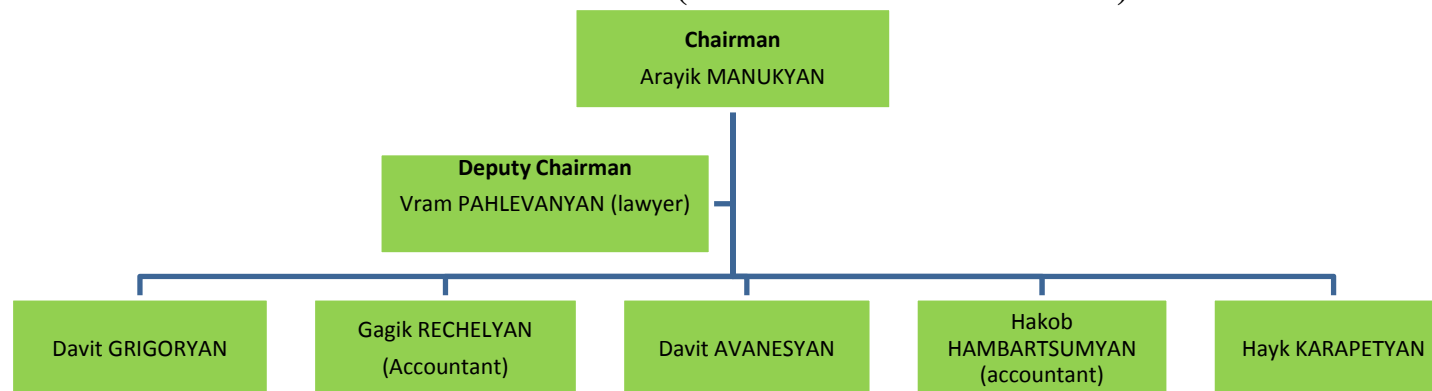 Chairman
Arayik MANUKYAN
Deputy Chairman
Vram PAHLEVANYAN (lawyer)
Davit GRIGORYAN
Gagik RECHELYAN
(Accountant)
Davit AVANESYAN
Hakob
HAMBARTSUMYAN
(accountant)
Hayk KARAPETYAN